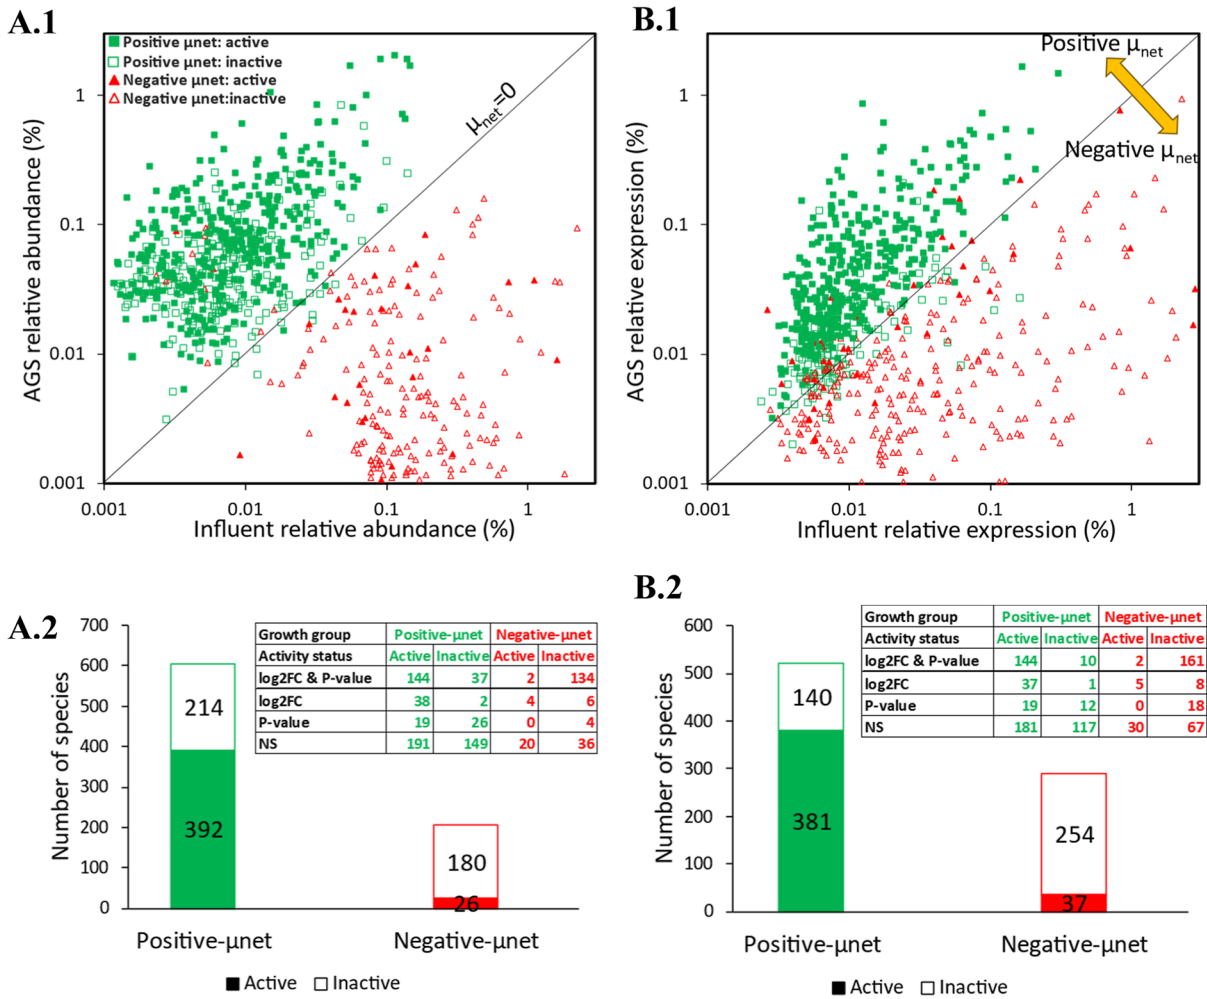 A.1
Positive µnet: active
Positive µnet: inactive
Negative µnet: active
Negative µnet:inactive
µnet=0
1
0.1
0.01
0.001
AGS relative abundance (%)
0.001 0.01 0.1 1
Influent relative abundance (%)
B.1
Positive µnet
Negative µnet
1
0.1
0.01
0.001
AGS relative expression (%)
0.001 0.01 0.1 1
Influent relative expression (%)
A.2
700
600
500
400
300
200
100
0
Number of species
214
392
180
26
Positive-µnet Negative-µnet
Active Inactive
Growth group Positive-µnet Negative-µnet
Activity status Active Inactive Active Inactive
log2FC & P-value 144 37 2 134
log2FC 38 2 4 6
P-value 19 26 0 4
NS 191 149 20 36
B.2
600
500
400
300
200
100
0
Number of species
140
381
254
37
Positive-µnet Negative-µnet
Active Inactive
Growth group Positive-µnet Negative-µnet
Activity status Active Inactive Active Inactive
log2FC & P-value 144 10 2 161
log2FC 37 1 5 8
P-value 19 12 0 18
NS 181 117 30 67